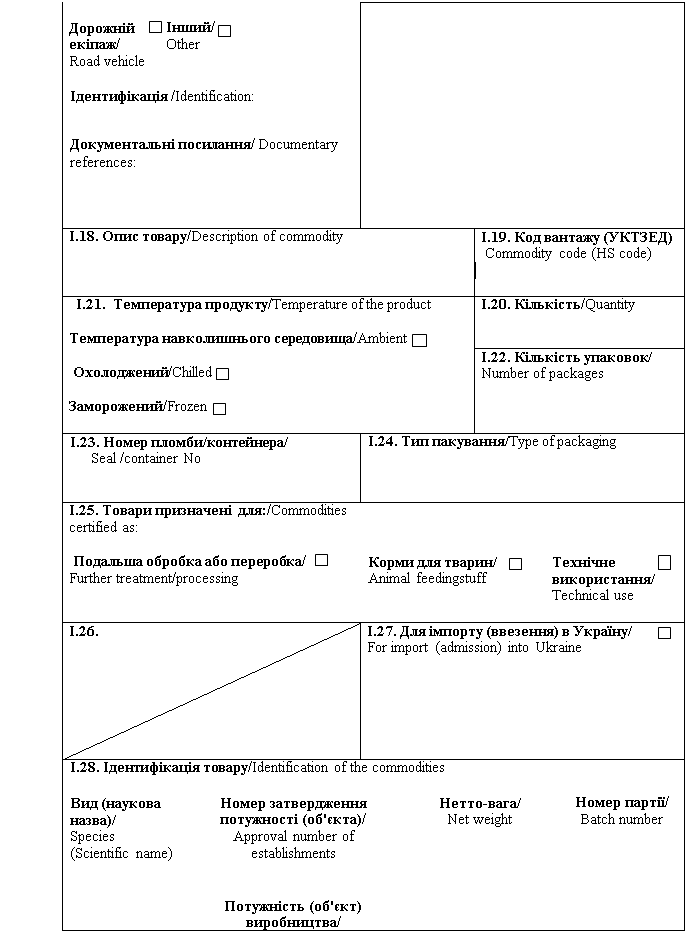 Дорожній ☐ Інший/ ☐
екіпаж/ Other
Road vehicle
Ідентифікація /Identification:
Документальні посилання/ Documentary
references:
I.18. Опис товару/Description of commodity
I.19. Код вантажу (УКТЗЕД)
Commodity code (HS code)
I.21. Температура продукту/Temperature of the product
I.20. Кількість/Quantity
Температура навколишнього середовища/Ambient ☐
I.22. Кількість упаковок/
Number of packages
Охолоджений/Chilled ☐
Заморожений/Frozen ☐
I.23. Номер пломби/контейнера/
Seal /container No
I.24. Тип пакування/Type of packaging
I.25. Товари призначені для:/Commodities
certified as:
Подальша обробка або переробка/ ☐
Further treatment/processing
Корми для тварин/ ☐
Animal feedingstuff
Технічне ☐
використання/
Technical use
I.26.
I.27. Для імпорту (ввезення) в Україну/ ☐
For import (admission) into Ukraine
I.28. Ідентифікація товару/Identification of the commodities
Вид (наукова
назва)/
Species
(Scientific name)
Номер затвердження
потужності (об'єкта)/
Approval number of
establishments
Нетто-вага/
Net weight
Номер партії/
Batch number
Потужність (об'єкт)
виробництва/